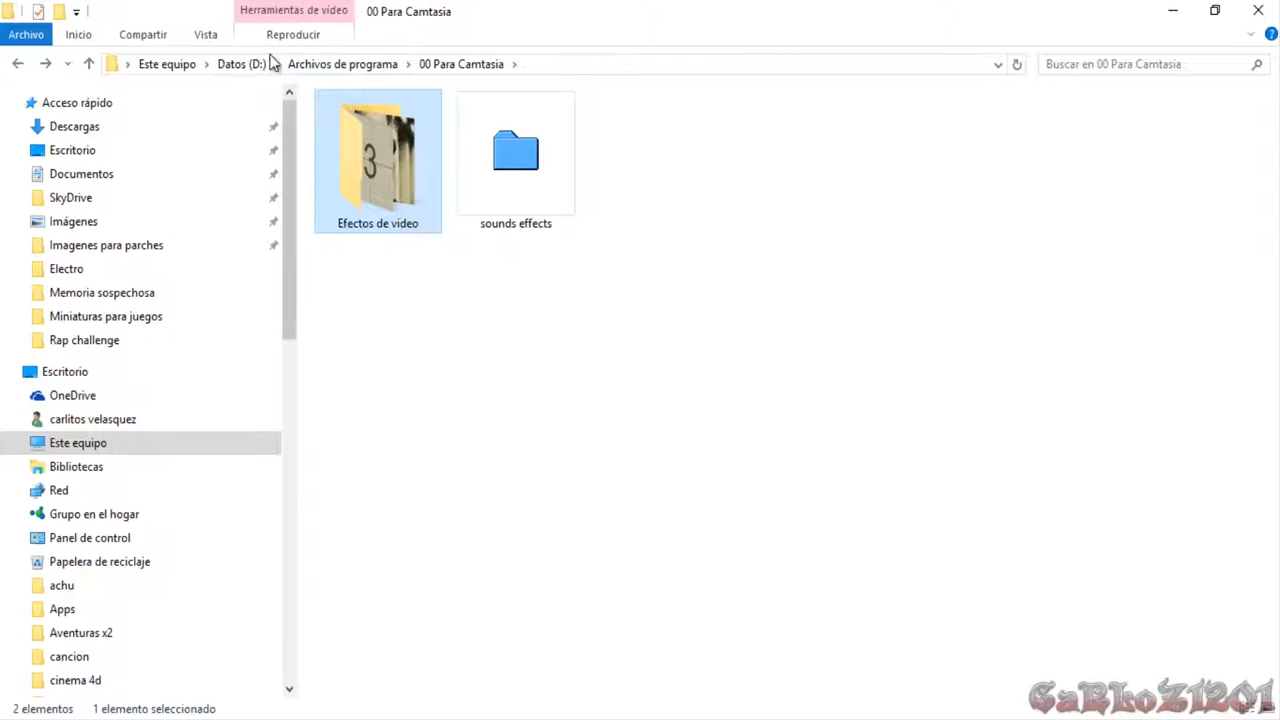 Herramientas de vídeo
00 Para Camtasia
Archivo
Inicio
Compartir
Vista
Reproducir
Este equipo
Datos (D:)
Archivos de programa
00 Para Camtasia
Buscar en 00 Para Camtasia
Acceso rápido
Descargas
Escritorio
Documentos
SkyDrive
Imágenes
Imagenes para parches
Electro
Memoria sospechosa
Miniaturas para juegos
Rap challenge
Escritorio
OneDrive
carlitos velasquez
Este equipo
Bibliotecas
Red
Grupo en el hogar
Panel de control
Papelera de reciclaje
achu
Apps
Aventuras x2
cancion
cinema 4d
3
Efectos de video
sounds effects
2 elementos
1 elemento seleccionado
CaRLoZ1201